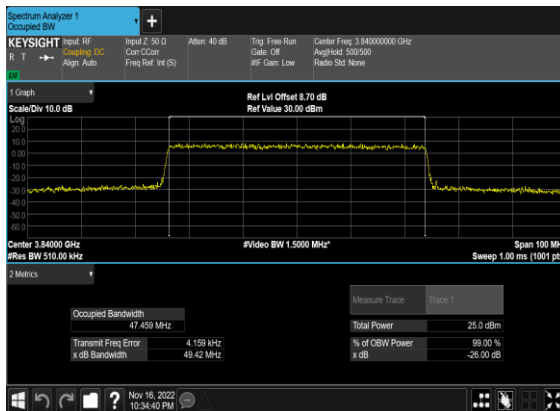 Spectrum Analyzer 1
Occupied BW
KEYSIGHT
R T
Input: RF
Coupling: DC
Align: Auto
Input Z: 50 Ω
Corr CCorr
Freq Ref: Int (S)
Atten: 40 dB
Trig: Free Run
Gate: Off
#IF Gain: Low
Center Freq: 3.840000000 GHz
Avg|Hold: 500/500
Radio Std: None
1 Graph
Scale/Div 10.0 dB
Ref Lvl Offset 8.70 dB
Ref Value 30.00 dBm
Log
20.0
10.0
0.00
-10.0
-20.0
-30.0
-40.0
-50.0
-60.0
Center 3.84000 GHz
#Res BW 510.00 kHz
#Video BW 1.5000 MHz*
Span 100 MH
Sweep 1.00 ms (1001 pts
2 Metrics
Measure Trace Trace 1
Occupied Bandwidth
47.459 MHz
Total Power 25.0 dBm
Transmit Freq Error 4.159 kHz
% of OBW Power 99.00 %
x dB Bandwidth 49.42 MHz
x dB -26.00 dB
?
Nov 16, 2022
10:34:40 PM